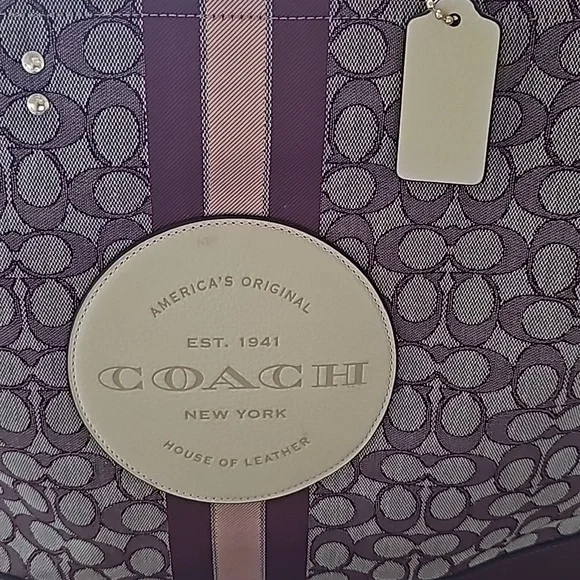 AMERICA'S ORIGINAL
EST. 1941
COACH
NEW YORK
HOUSE OF LEATHER